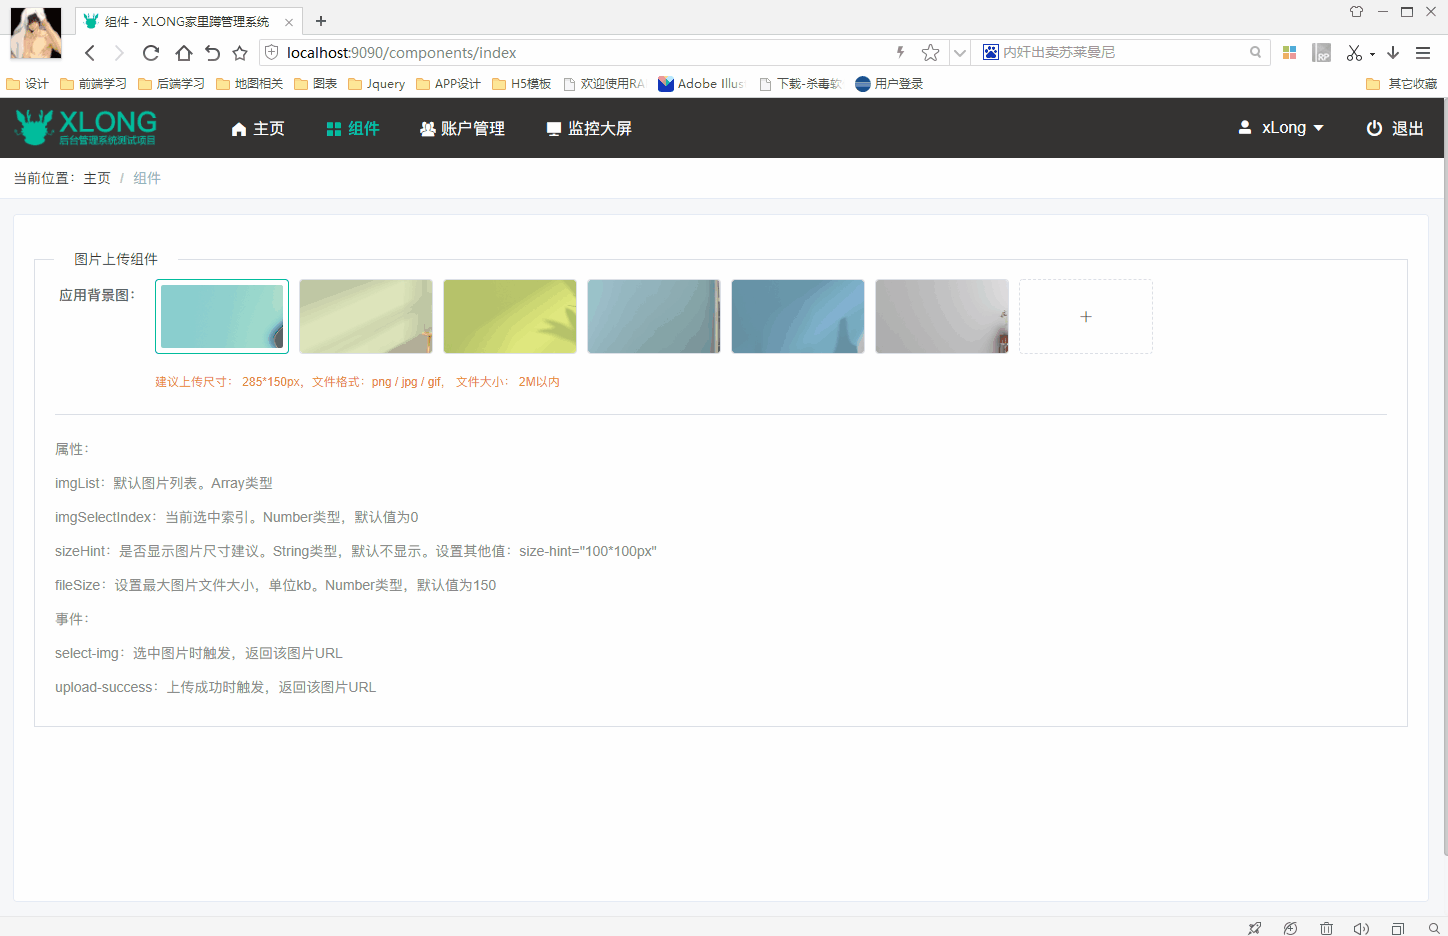 组件 - XLONG家里蹲管理系统
localhost:9090/components/index
内奸出卖苏莱曼尼
设计 前端学习 后端学习 地图相关 图表 Jquery APP设计 H5模板 欢迎使用RA Adobe Illus 下载-杀毒软 用户登录 其它收藏
XLONG
后台管理系统测试项目
主页 组件 账户管理 监控大屏 xLong 退出
当前位置：主页 / 组件
图片上传组件
应用背景图：
+
建议上传尺寸： 285*150px，文件格式：png / jpg / gif， 文件大小： 2M以内
属性：
imgList：默认图片列表。Array类型
imgSelectIndex：当前选中索引。Number类型，默认值为0
sizeHint：是否显示图片尺寸建议。String类型，默认不显示。设置其他值：size-hint="100*100px"
fileSize：设置最大图片文件大小，单位kb。Number类型，默认值为150
事件：
select-img：选中图片时触发，返回该图片URL
upload-success：上传成功时触发，返回该图片URL